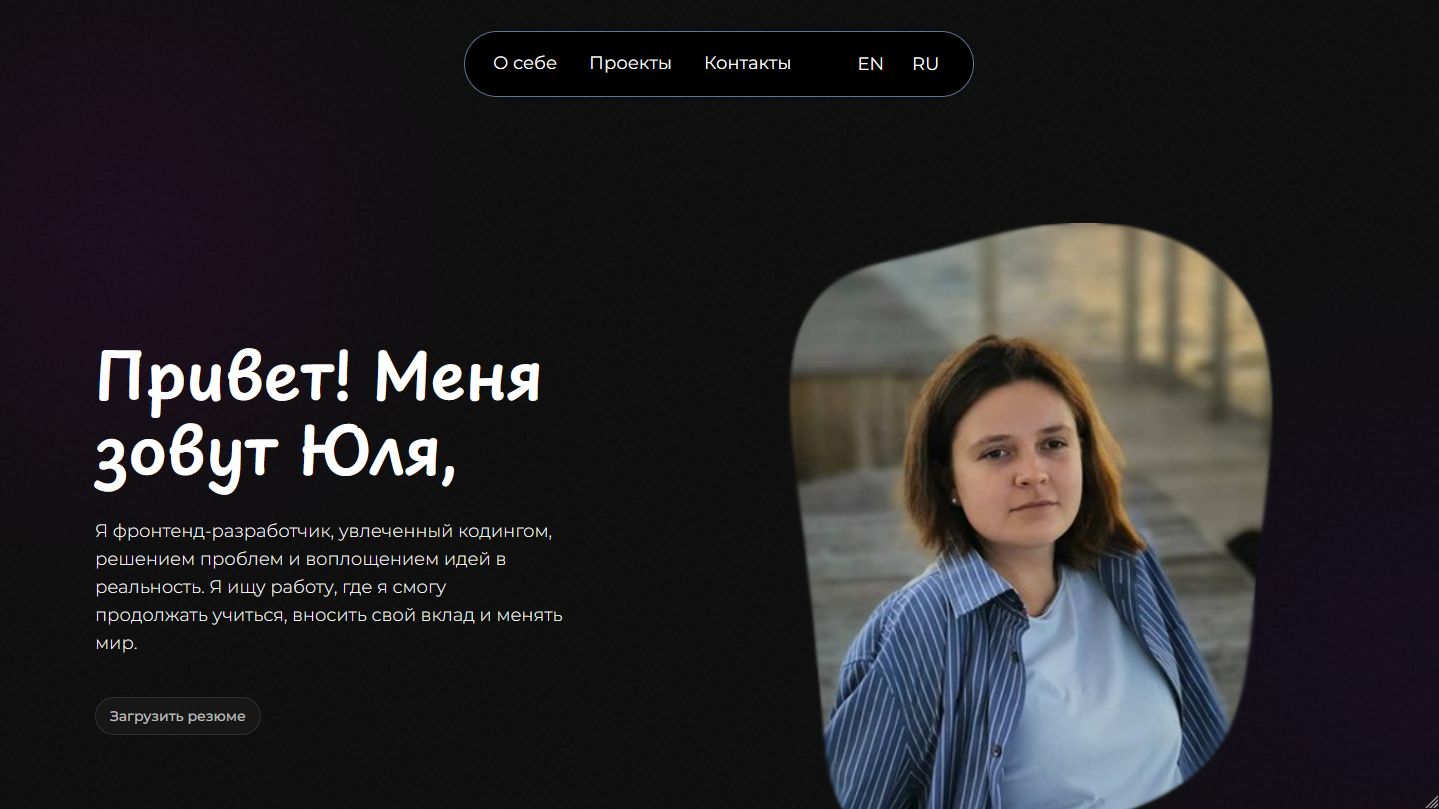 О себе Проекты Контакты EN RU
Привет! Меня
зовут Юля,
Я фронтенд-разработчик, увлеченный кодингом,
решением проблем и воплощением идей в
реальность. Я ищу работу, где я смогу
продолжать учиться, вносить свой вклад и менять
мир.
Загрузить резюме